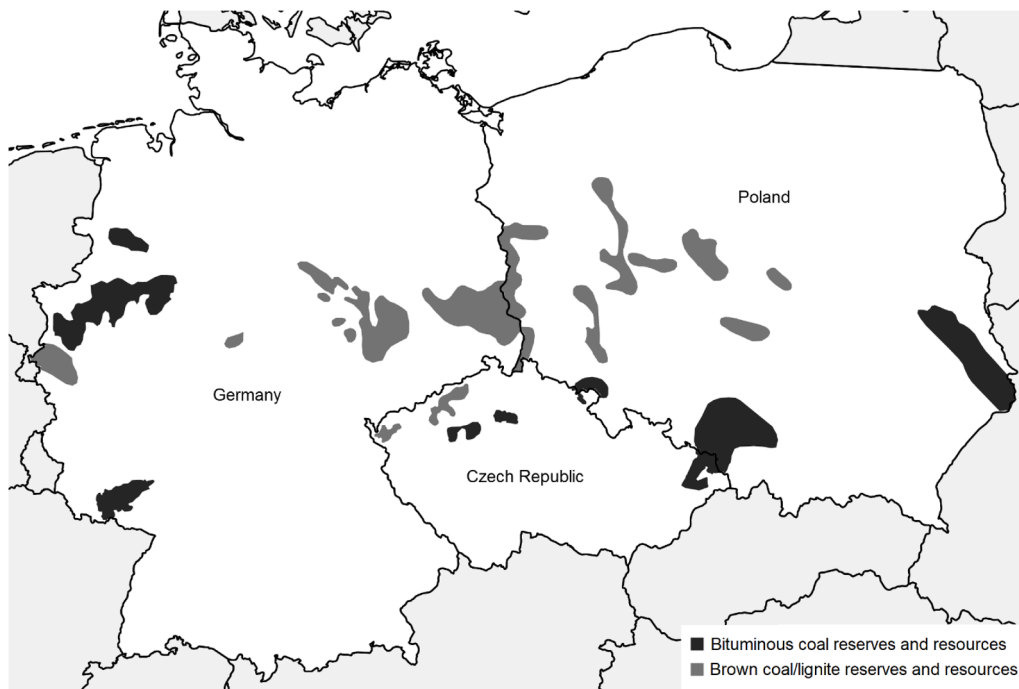 Poland
Germany
Czech Republic
Bituminous coal reserves and resources
Brown coal/lignite reserves and resources